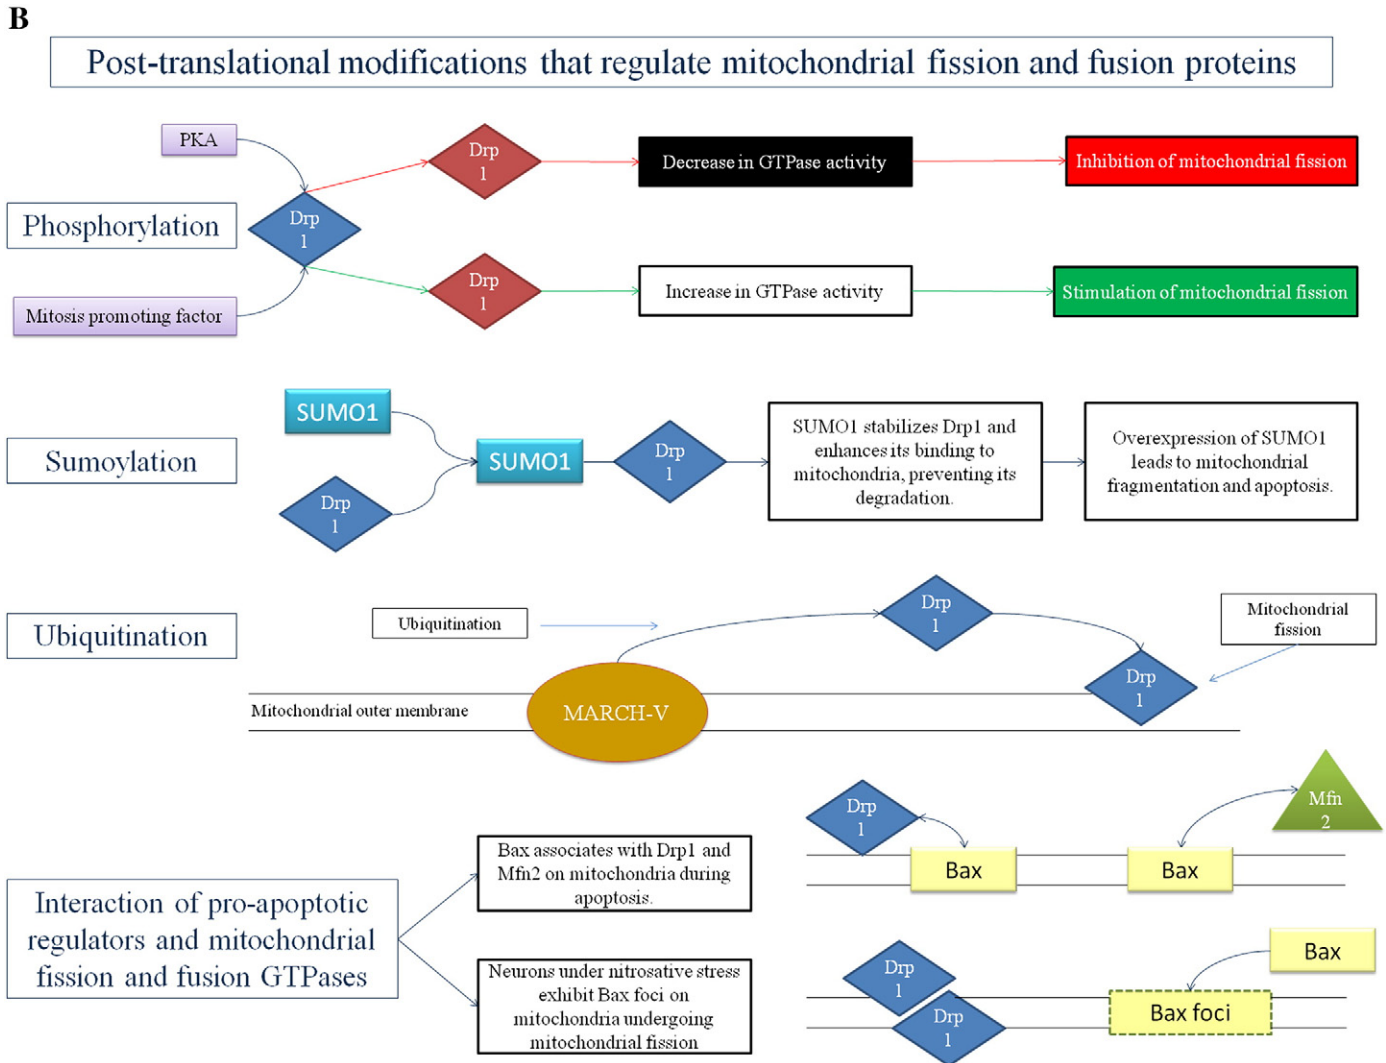 B
Post-translational modifications that regulate mitochondrial fission and fusion proteins
PKA
Phosphorylation
Mitosis promoting factor
Drp
1
Drp
1
Decrease in GTPase activity
Inhibition of mitochondrial fission
Drp
1
Increase in GTPase activity
Stimulation of mitochondrial fission
Sumoylation
SUMO1
Drp
1
SUMO1
Drp
1
SUMO1 stabilizes Drp1 and
enhances its binding to
mitochondria, preventing its
degradation.
Overexpression of SUMO1
leads to mitochondrial
fragmentation and apoptosis.
Ubiquitination
Ubiquitination
Drp
1
Mitochondrial
fission
Drp
1
Mitochondrial outer membrane
MARCH-V
Interaction of pro-apoptotic
regulators and mitochondrial
fission and fusion GTPases
Bax associates with Drp1 and
Mfn2 on mitochondria during
apoptosis.
Drp
1
Bax
Bax
Mfn
2
Neurons under nitrosative stress
exhibit Bax foci on
mitochondria undergoing
mitochondrial fission
Drp
1
Drp
1
Bax
Bax foci